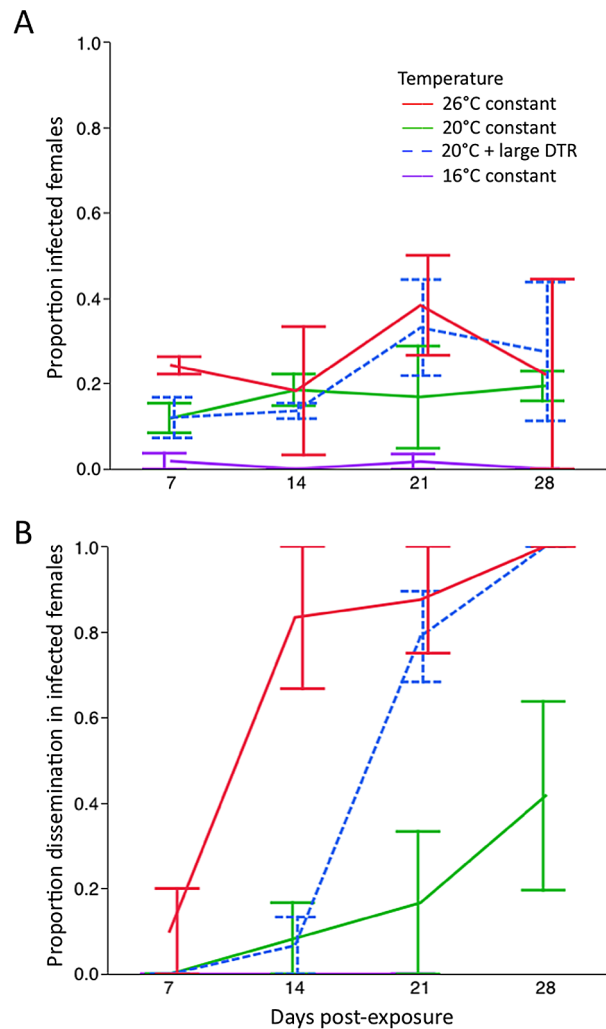 A
1.0
0.8
0.6
0.4
0.2
0.0
Proportion infected females
Temperature
26°C constant
20°C constant
20°C + large DTR
16°C constant
7 14 21 28
B
1.0
0.8
0.6
0.4
0.2
0.0
Proportion dissemination in infected females
7 14 21 28
Days post-exposure